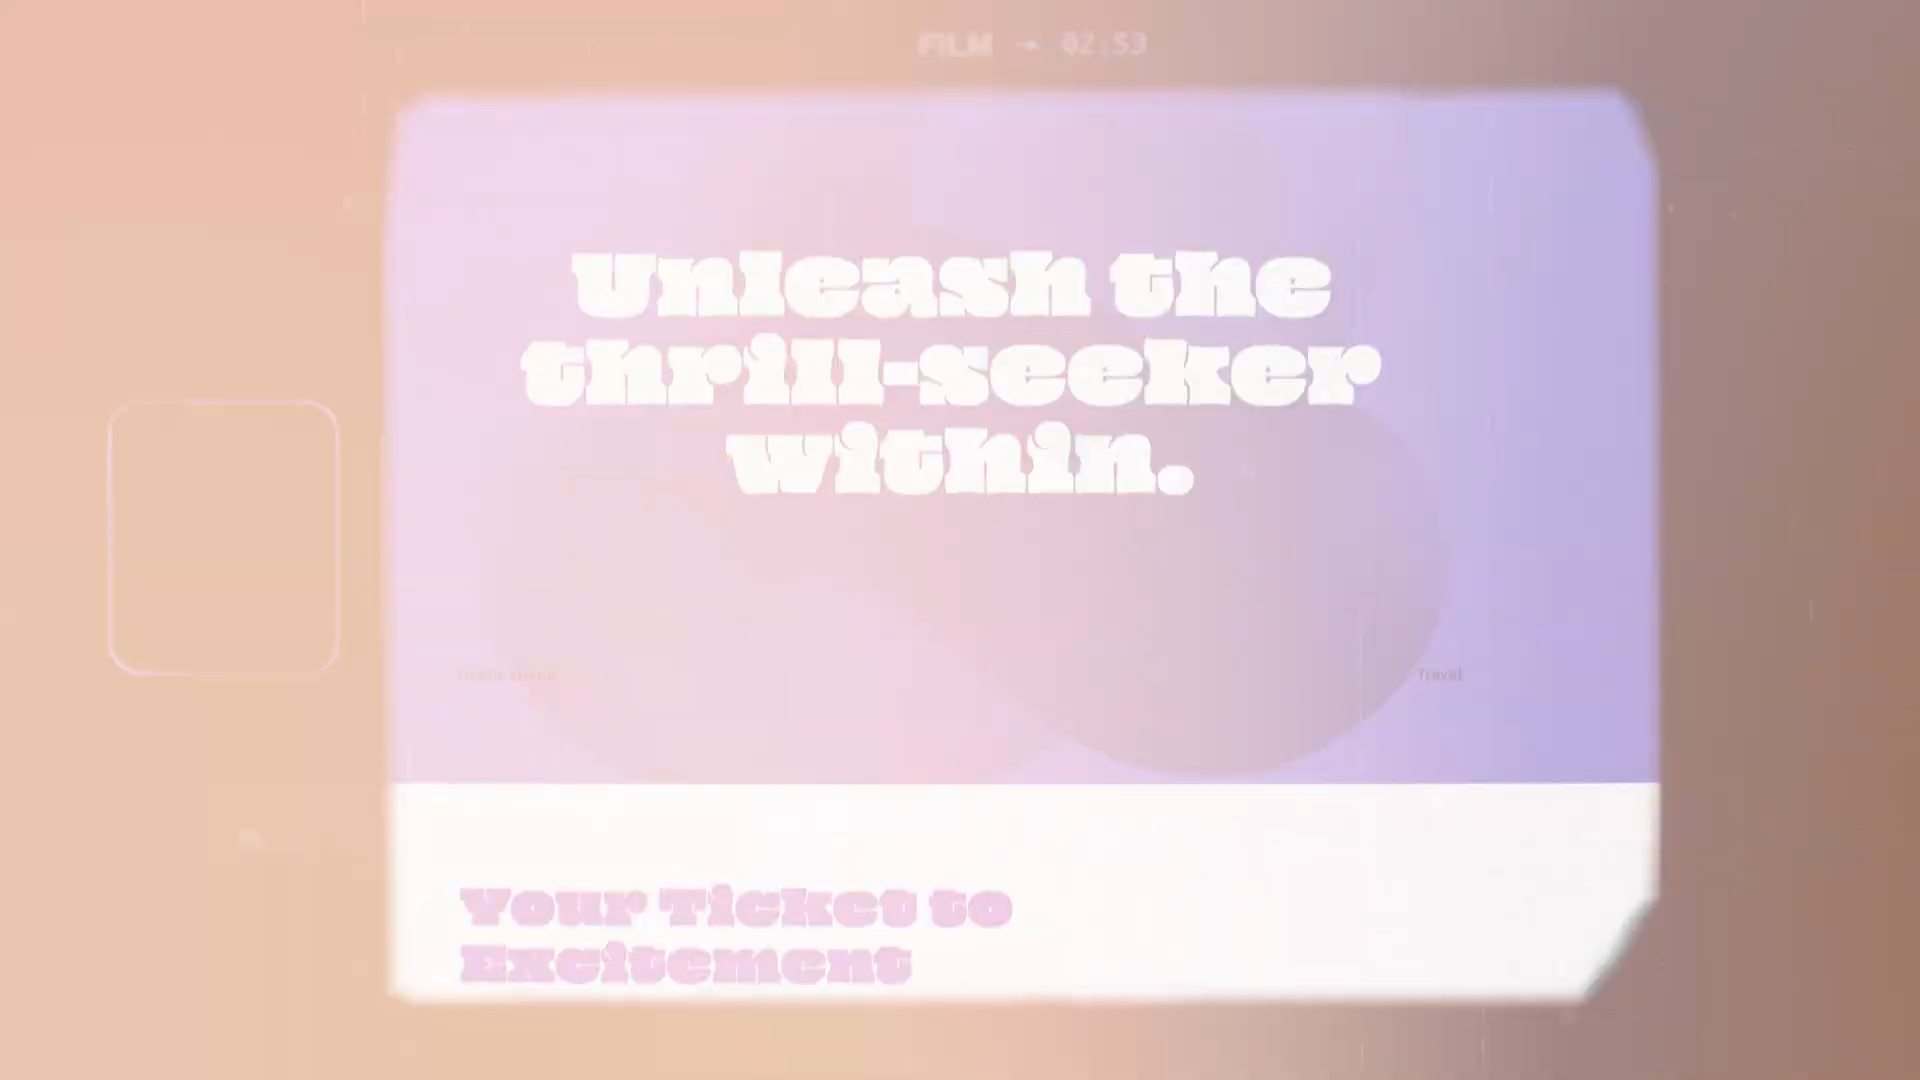 FILM → 02:53
Unleash the
thrill-seeker
within.
Travel
Your Ticket to
Excitement